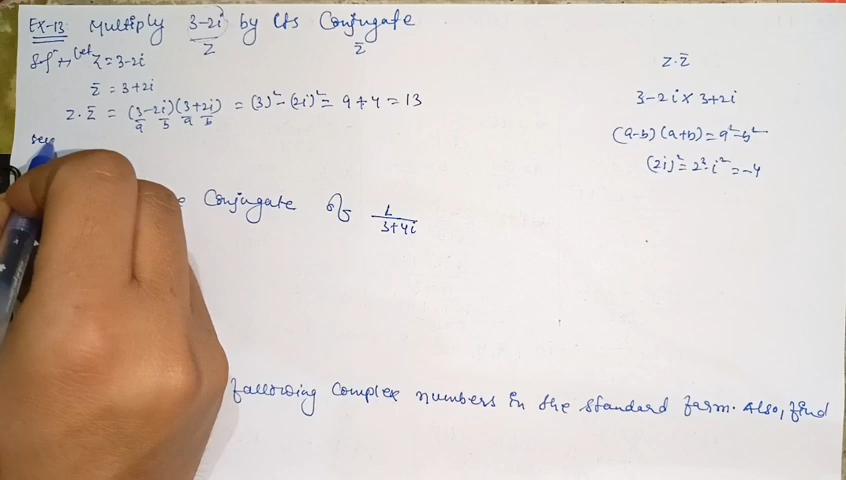 EX-13 Multiply 3-2i by its Conjugate
z z̄
Solⁿ:→ Let z = 3-2i
z̄ = 3+2i
z.z̄ = (3-2i)(3+2i) = (3)²-(2i)² = 9+4 = 13
a b a b
z.z̄
3-2i × 3+2i
(a-b)(a+b) = a²-b²
(2i)² = 2².i² = -4
Conjugate of 1/3+4i
following Complex numbers in the standard form. Also, find